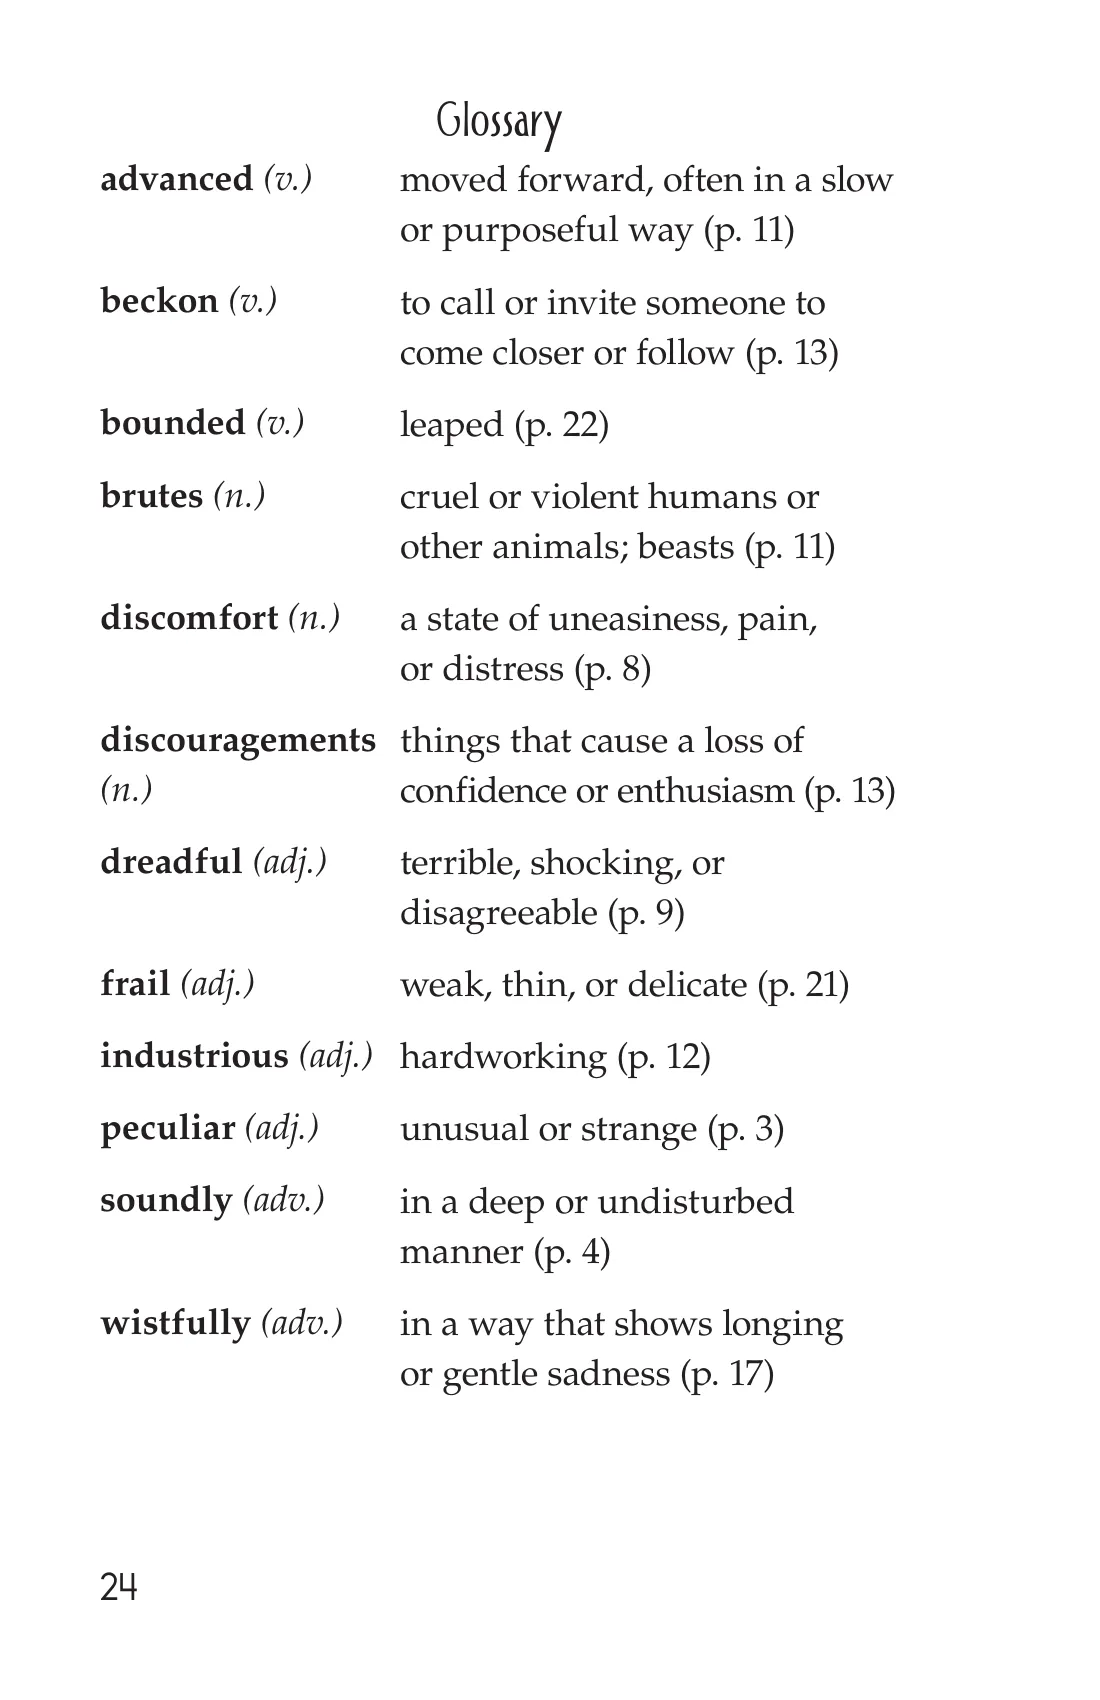 Glossary
advanced (v.) moved forward, often in a slow
or purposeful way (p. 11)
beckon (v.) to call or invite someone to
come closer or follow (p. 13)
bounded (v.) leaped (p. 22)
brutes (n.) cruel or violent humans or
other animals; beasts (p. 11)
discomfort (n.) a state of uneasiness, pain,
or distress (p. 8)
discouragements things that cause a loss of
(n.) confidence or enthusiasm (p. 13)
dreadful (adj.) terrible, shocking, or
disagreeable (p. 9)
frail (adj.) weak, thin, or delicate (p. 21)
industrious (adj.) hardworking (p. 12)
peculiar (adj.) unusual or strange (p. 3)
soundly (adv.) in a deep or undisturbed
manner (p. 4)
wistfully (adv.) in a way that shows longing
or gentle sadness (p. 17)
24